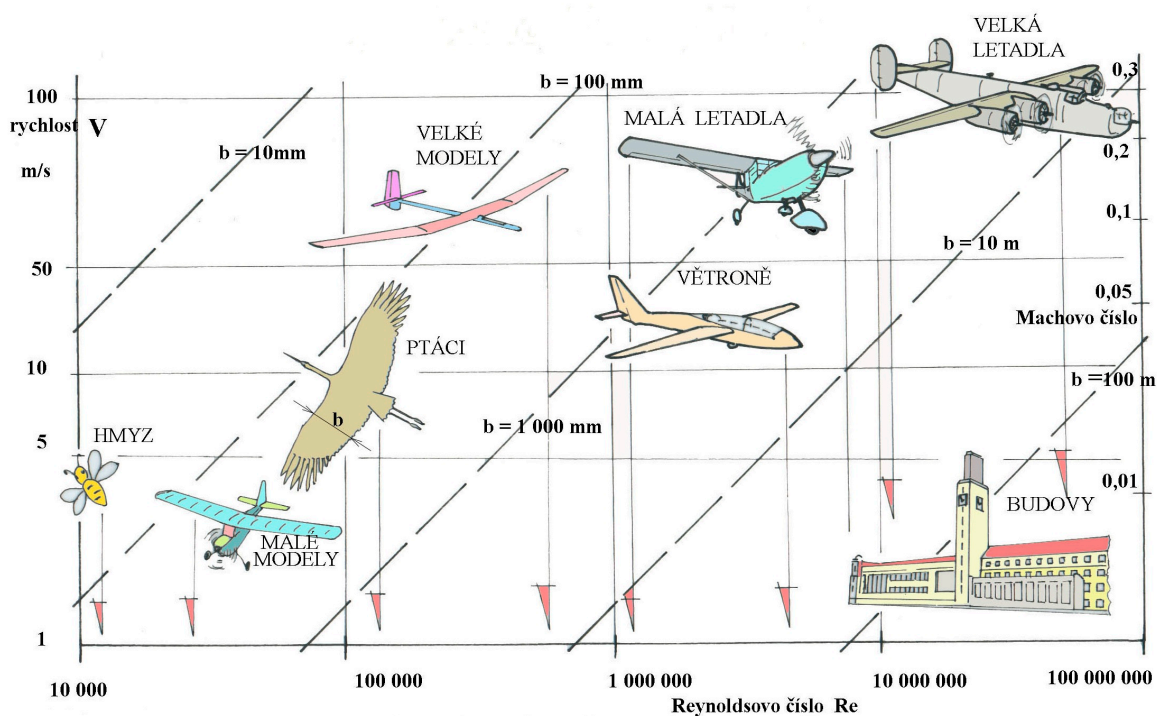 VELKÁ
LETADLA
0,3
b = 100 mm
100
rychlost V
MALÁ LETADLA
VELKÉ
MODELY
b = 10mm
0,2
m/s
0,1
b = 10 m
50
VĚTRONĚ
0,05
Machovo číslo
PTÁCI
10
b = 100 m
b
b = 1 000 mm
HMYZ
5
0,01
BUDOVY
MALÉ
MODELY
1
10 000
100 000
1 000 000
10 000 000
100 000 000
Reynoldsovo číslo Re